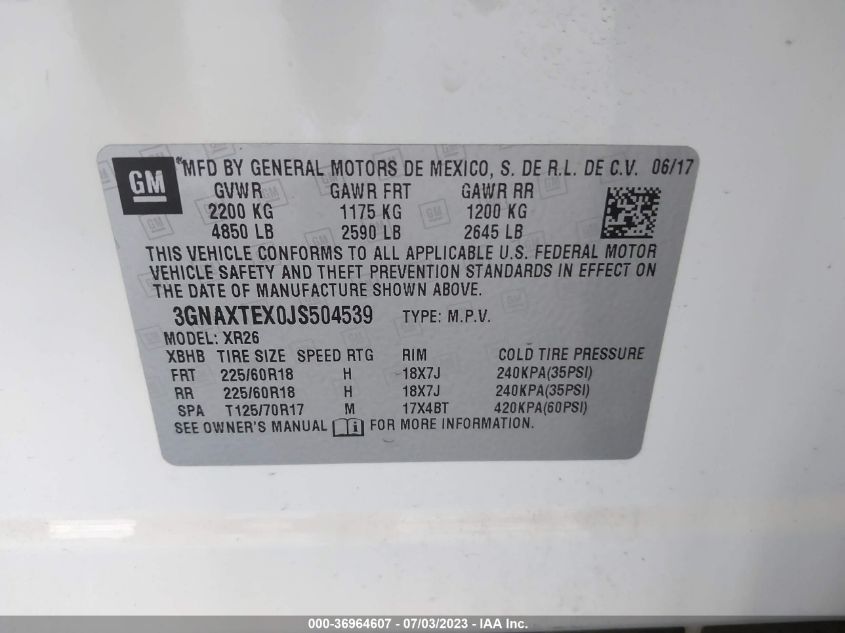 GM
MFD BY GENERAL MOTORS DE MEXICO, S. DE R.L. DE C.V. 06/17
GVWR GAWR FRT GAWR RR
2200 KG 1175 KG 1200 KG
4850 LB 2590 LB 2645 LB
THIS VEHICLE CONFORMS TO ALL APPLICABLE U.S. FEDERAL MOTOR
VEHICLE SAFETY AND THEFT PREVENTION STANDARDS IN EFFECT ON
THE DATE OF MANUFACTURE SHOWN ABOVE.
3GNAXTEX0JS504539 TYPE: M.P.V.
MODEL: XR26
XBHB TIRE SIZE SPEED RTG RIM COLD TIRE PRESSURE
FRT 225/60R18 H 18X7J 240KPA(35PSI)
RR 225/60R18 H 18X7J 240KPA(35PSI)
SPA T125/70R17 M 17X4BT 420KPA(60PSI)
SEE OWNER'S MANUAL i FOR MORE INFORMATION.
000-36964607 - 07/03/2023 - IAA Inc.